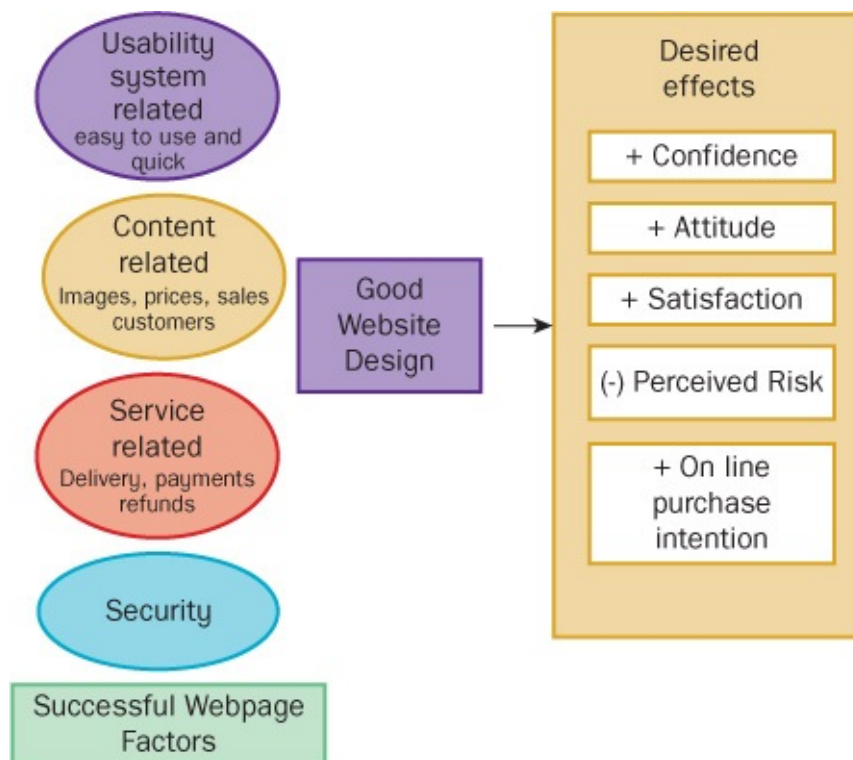 Usability
system
related
easy to use and
quick
Content
related
Images, prices, sales
customers
Service
related
Delivery, payments
refunds
Security
Successful Webpage
Factors
Good
Website
Design
Desired
effects
+ Confidence
+ Attitude
+ Satisfaction
(-) Perceived Risk
+ On line
purchase
intention